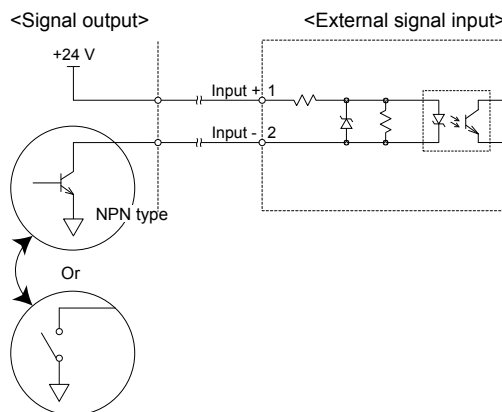 <Signal output>
<External signal input>
+24 V
Input + 1
Input - 2
NPN type
Or